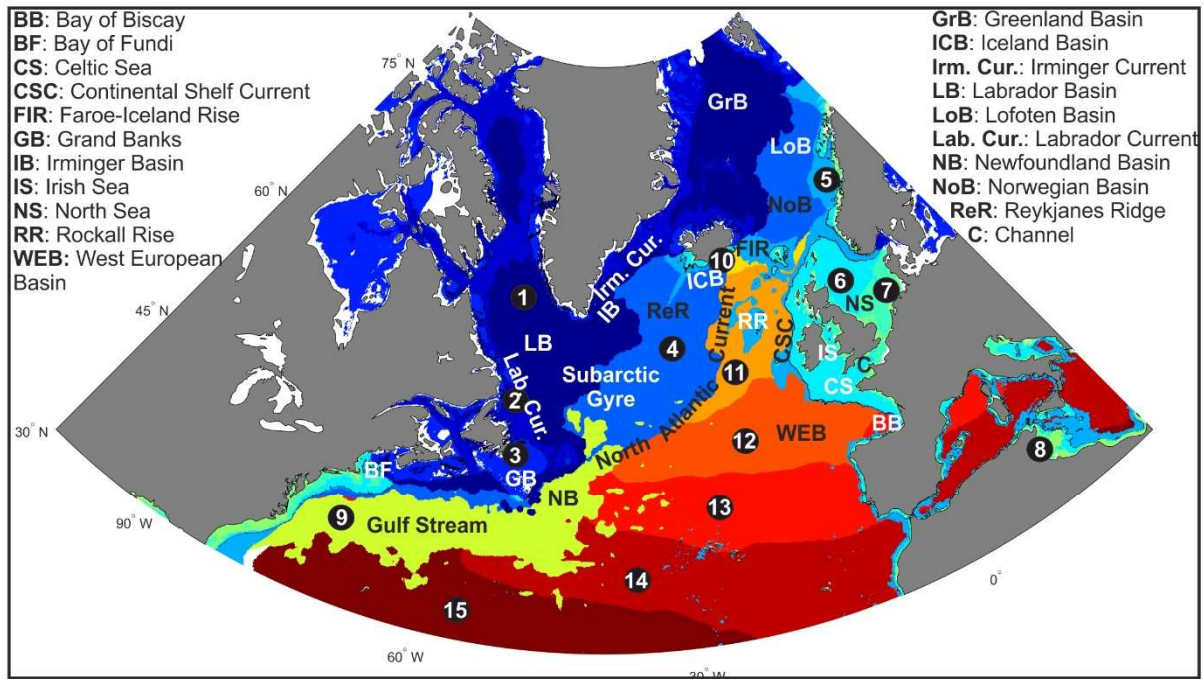 BB: Bay of Biscay
BF: Bay of Fundi
CS: Celtic Sea
CSC: Continental Shelf Current
FIR: Faroe-Iceland Rise
GB: Grand Banks
IB: Irminger Basin
IS: Irish Sea
NS: North Sea
RR: Rockall Rise
WEB: West European
Basin
GrB: Greenland Basin
ICB: Iceland Basin
Irm. Cur.: Irminger Current
LB: Labrador Basin
LoB: Lofoten Basin
Lab. Cur.: Labrador Current
NB: Newfoundland Basin
NoB: Norwegian Basin
ReR: Reykjanes Ridge
C: Channel
75° N
60° N
45° N
30° N
90° W
60° W
30° W
0°
GrB
LoB
5
NoB
10
FIR
ICB
Irm. Cur.
IB
6
NS
7
1
ReR
RR
CSC
LB
4
IS
C
CS
Subarctic
Gyre
11
Lab. Cur.
2
North Atlantic Current
12
WEB
BB
8
3
GB
BF
NB
13
9
Gulf Stream
14
15